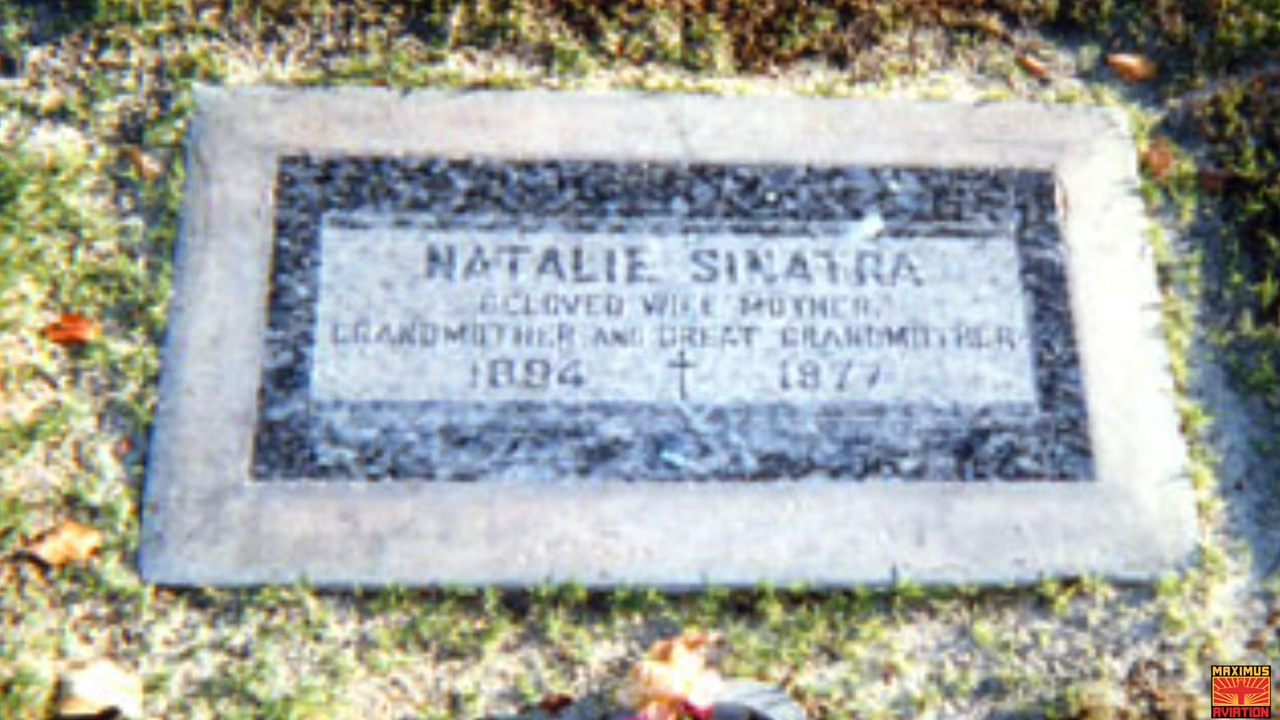 NATALIE SINATRA
BELOVED WIFE MOTHER,
GRANDMOTHER AND GREAT GRANDMOTHER
1894 † 1977
MAXIMUS
AVIATION